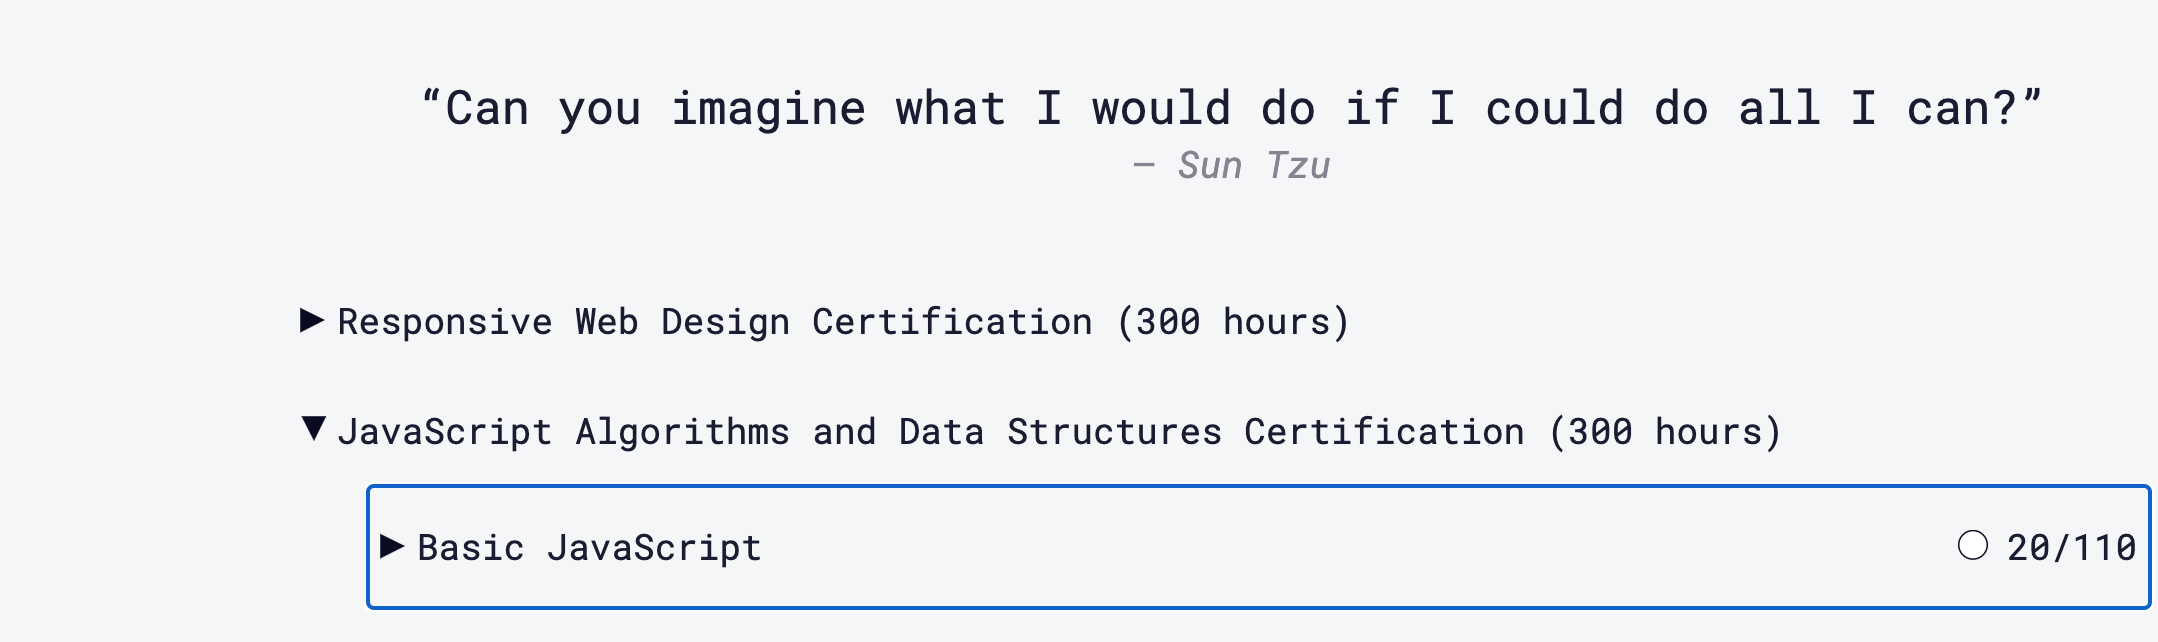 “Can you imagine what I would do if I could do all I can?”
– Sun Tzu
Responsive Web Design Certification (300 hours)
JavaScript Algorithms and Data Structures Certification (300 hours)
Basic JavaScript 20/110